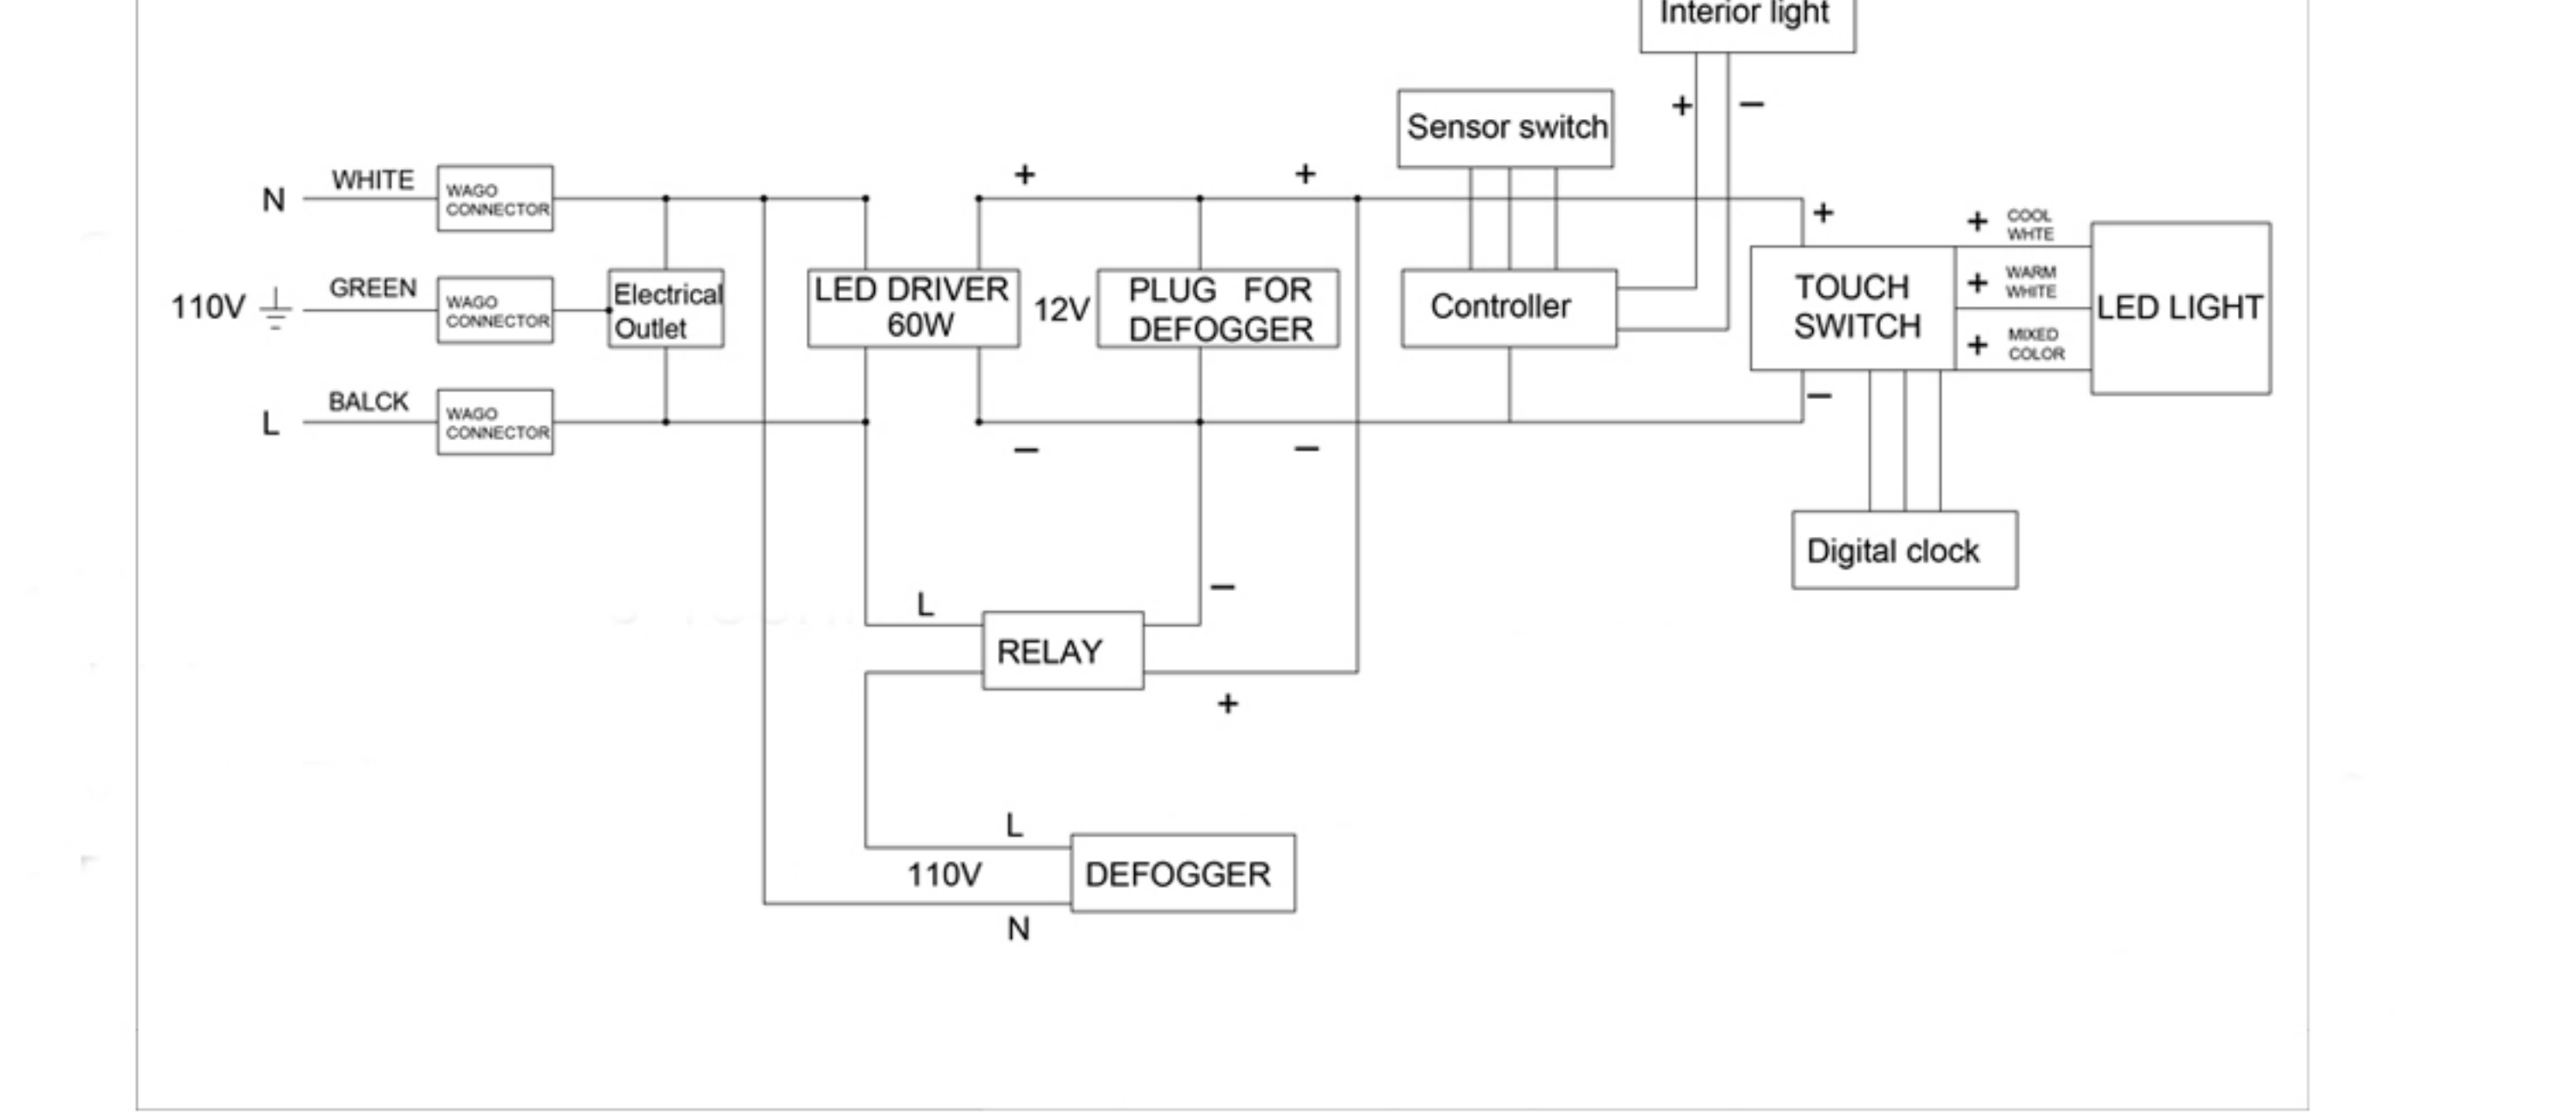 Interior light
+ −
Sensor switch
N WHITE WAGO
CONNECTOR
+ +
+
+ COOL
WHTE
110V GREEN WAGO
CONNECTOR
Electrical
Outlet
LED DRIVER
60W
12V
PLUG FOR
DEFOGGER
Controller
TOUCH
SWITCH
+ WARM
WHITE
LED LIGHT
+ MIXED
COLOR
L BALCK WAGO
CONNECTOR
− −
−
Digital clock
L
−
RELAY
+
L
110V DEFOGGER
N